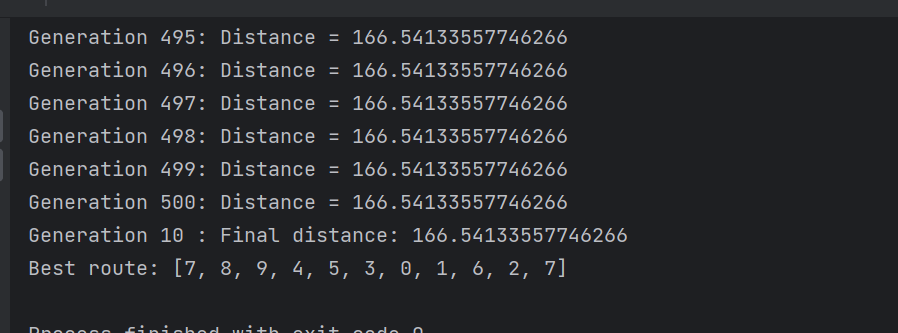 Generation 495: Distance = 166.54133557746266
Generation 496: Distance = 166.54133557746266
Generation 497: Distance = 166.54133557746266
Generation 498: Distance = 166.54133557746266
Generation 499: Distance = 166.54133557746266
Generation 500: Distance = 166.54133557746266
Generation 10 : Final distance: 166.54133557746266
Best route: [7, 8, 9, 4, 5, 3, 0, 1, 6, 2, 7]
Process finished with exit code 0